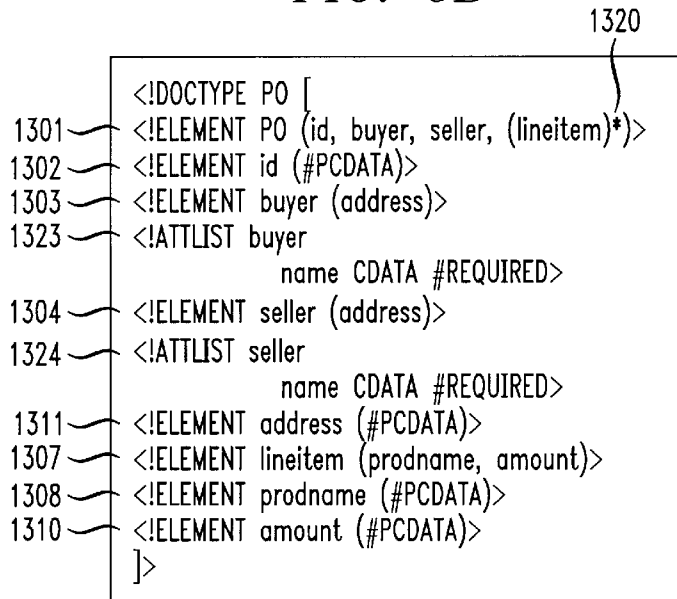 1320
<!DOCTYPE PO [
1301 <!ELEMENT PO (id, buyer, seller, (lineitem)*)>
1302 <!ELEMENT id (#PCDATA)>
1303 <!ELEMENT buyer (address)>
1323 <!ATTLIST buyer
name CDATA #REQUIRED>
1304 <!ELEMENT seller (address)>
1324 <!ATTLIST seller
name CDATA #REQUIRED>
1311 <!ELEMENT address (#PCDATA)>
1307 <!ELEMENT lineitem (prodname, amount)>
1308 <!ELEMENT prodname (#PCDATA)>
1310 <!ELEMENT amount (#PCDATA)>
]>